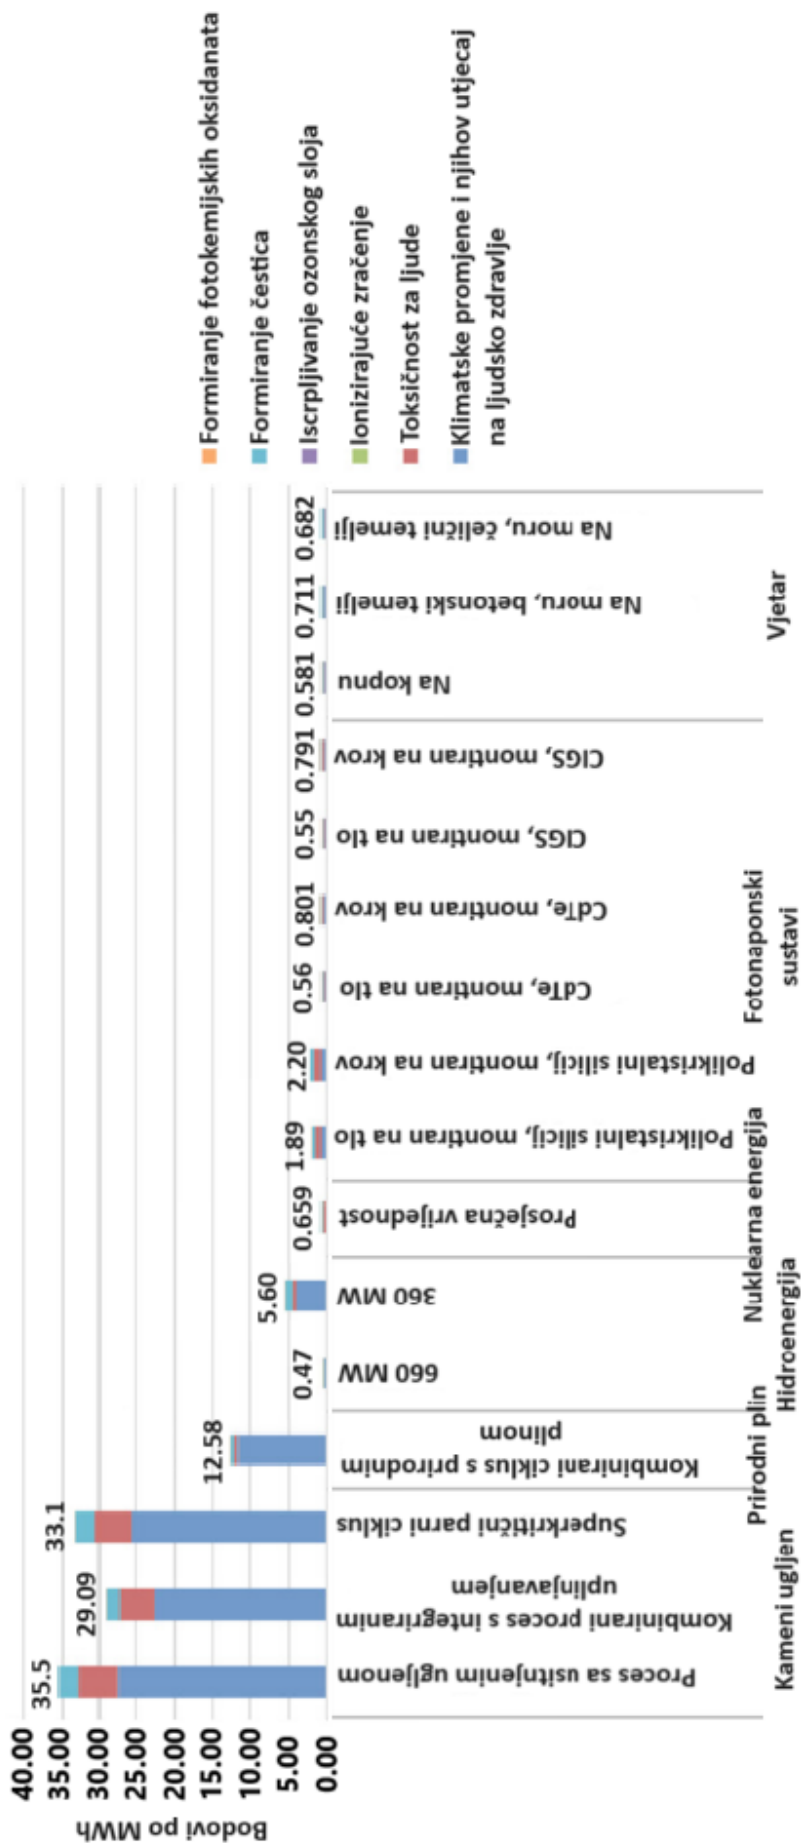 Bodovi po MWh
40.00
35.00
30.00
25.00
20.00
15.00
10.00
5.00
0.00
35.5
29.09
33.1
12.58
0.47
5.60
0.659
1.89
2.20
0.56
0.801
0.55
0.791
0.581
0.711
0.682
Proces sa usitnjenim ugljenom
Kombinirani proces s integriranim
uplinjavanjem
Superkritični parni ciklus
Kombinirani ciklus s prirodnim
plinom
660 MW
360 MW
Prosječna vrijednost
Polikristalni silicij, montiran na tlo
Polikristalni silicij, montiran na krov
CdTe, montiran na tlo
CdTe, montiran na krov
CIGS, montiran na tlo
CIGS, montiran na krov
Na kopnu
Na moru, betonski temelji
Na moru, čelični temelji
Kameni ugljen
Prirodni plin
Hidroenergija
Nuklearna energija
Fotonaponski
sustavi
Vjetar
Formiranje fotokemijskih oksidanata
Formiranje čestica
Iscrpljivanje ozonskog sloja
Ionizirajuće zračenje
Toksičnost za ljude
Klimatske promjene i njihov utjecaj
na ljudsko zdravlje